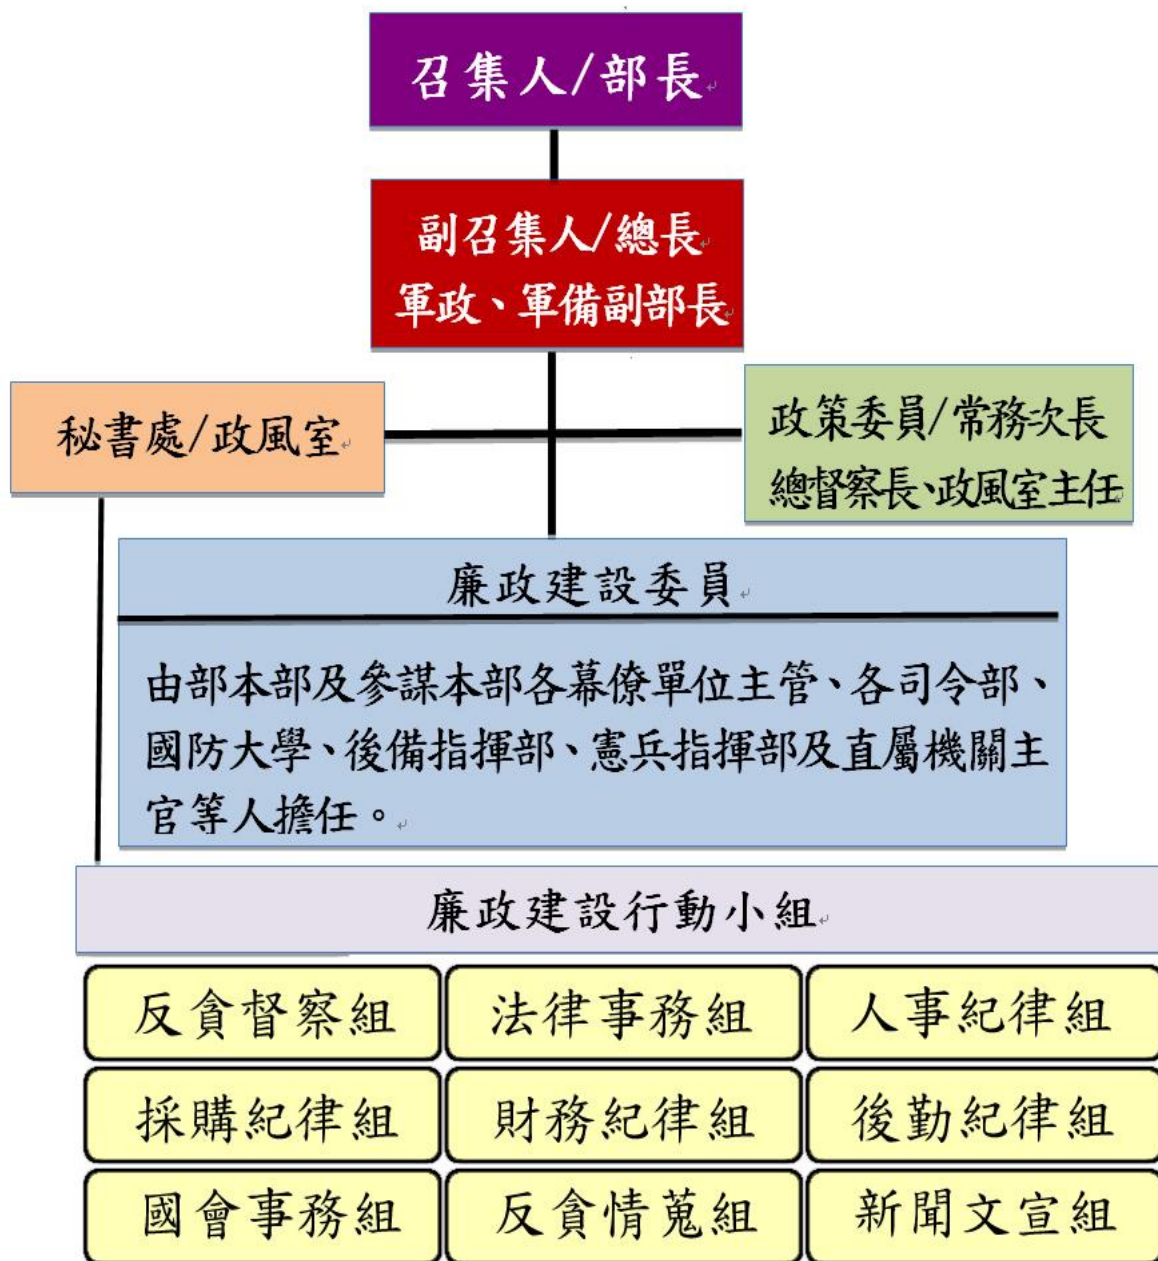 召集人/部長
副召集人/總長
軍政、軍備副部長
秘書處/政風室
政策委員/常務次長
總督察長、政風室主任
廉政建設委員
由部本部及參謀本部各幕僚單位主管、各司令部、
國防大學、後備指揮部、憲兵指揮部及直屬機關主
官等人擔任。
廉政建設行動小組
反貪督察組
法律事務組
人事紀律組
採購紀律組
財務紀律組
後勤紀律組
國會事務組
反貪情蒐組
新聞文宣組